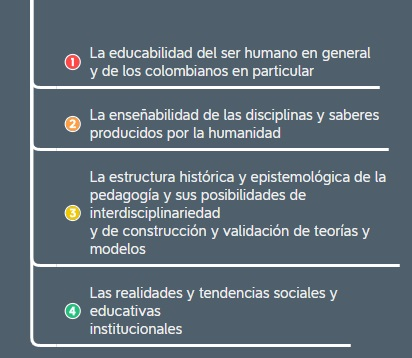 1
La educabilidad del ser humano en general
y de los colombianos en particular
2
La enseñabilidad de las disciplinas y saberes
producidos por la humanidad
La estructura histórica y epistemológica de la
pedagogía y sus posibilidades de
3
interdisciplinariedad
y de construcción y validación de teorías y
modelos
Las realidades y tendencias sociales y
4
educativas
institucionales